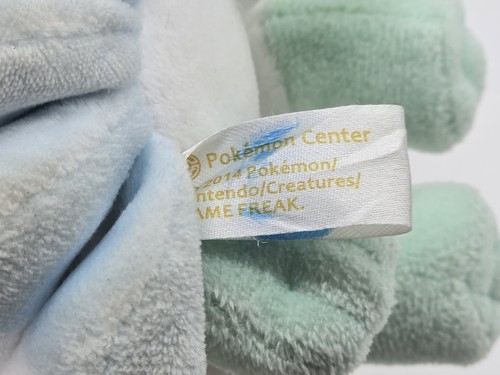 Pokémon Center
2014 Pokémon/
ntendo/Creatures/
AME FREAK.